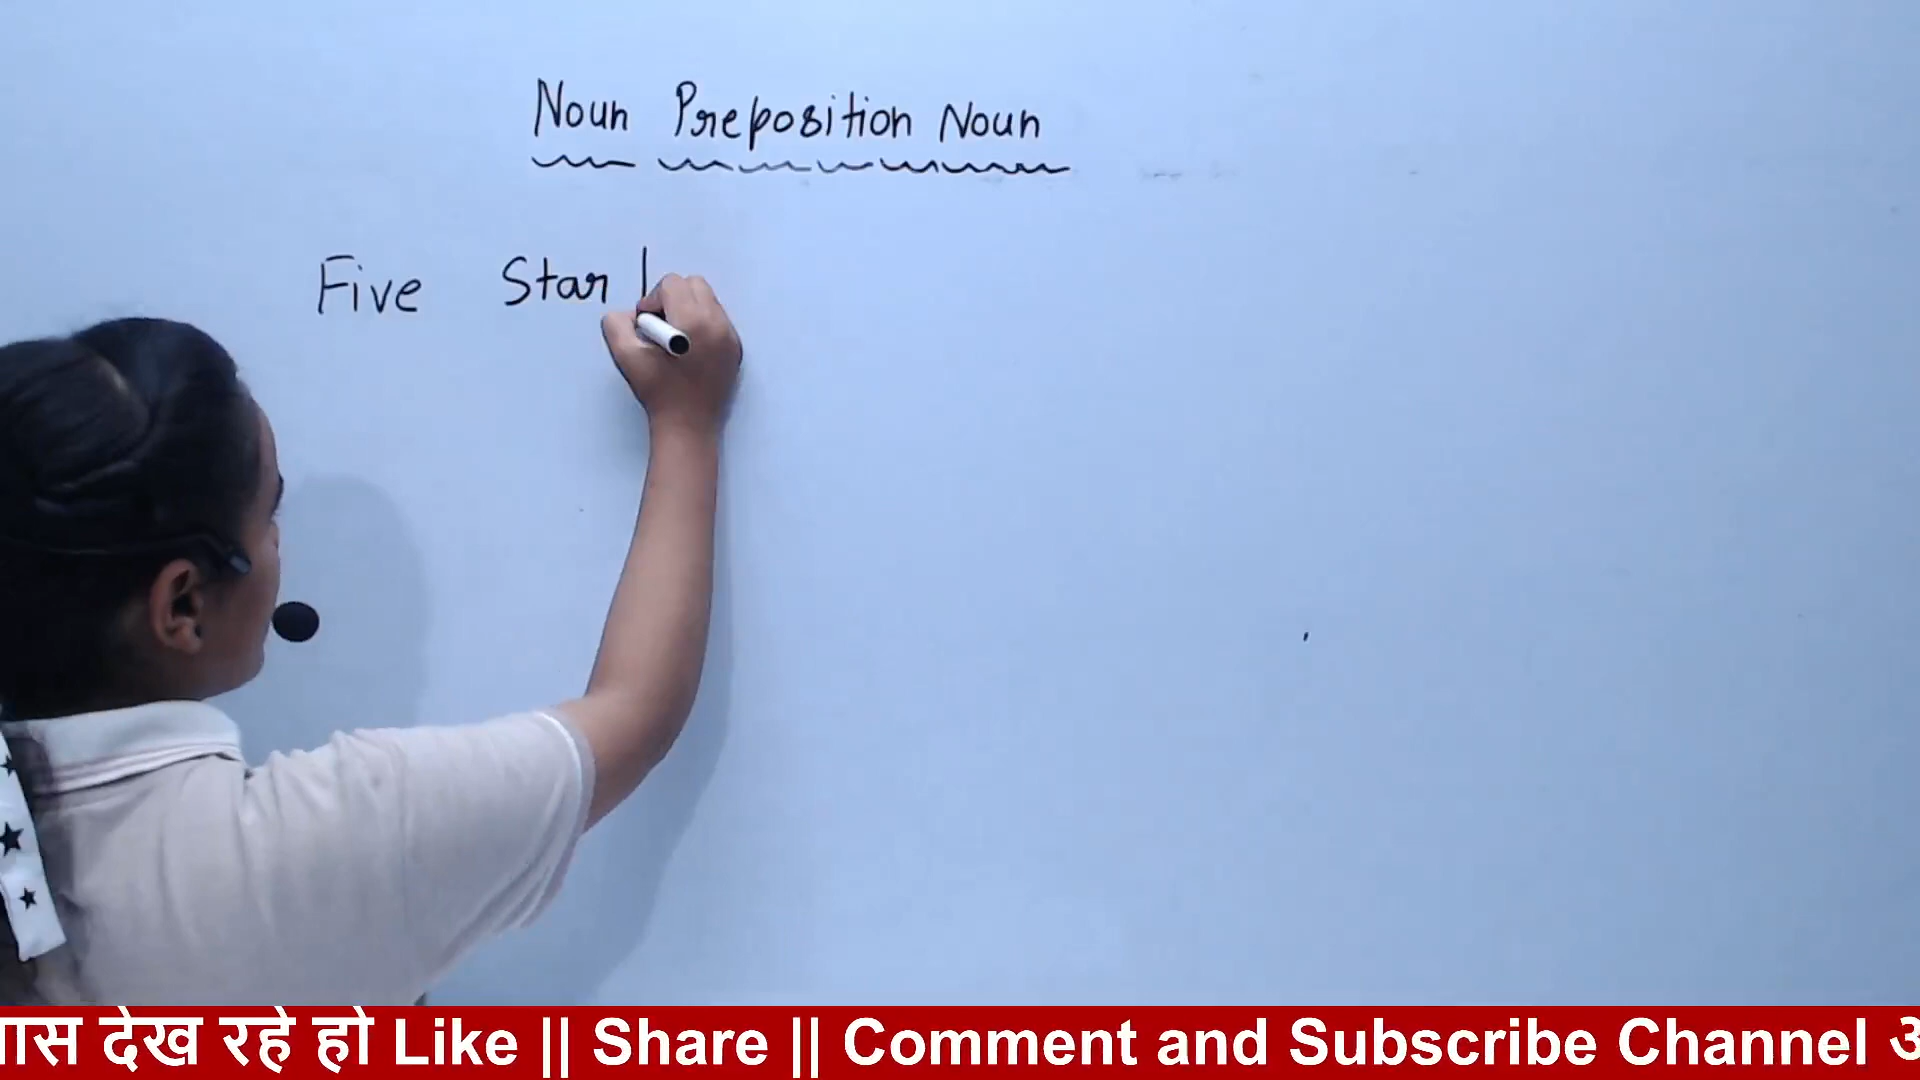 Noun Preposition Noun
Five Star
देख रहे हो Like || Share || Comment and Subscribe Channel